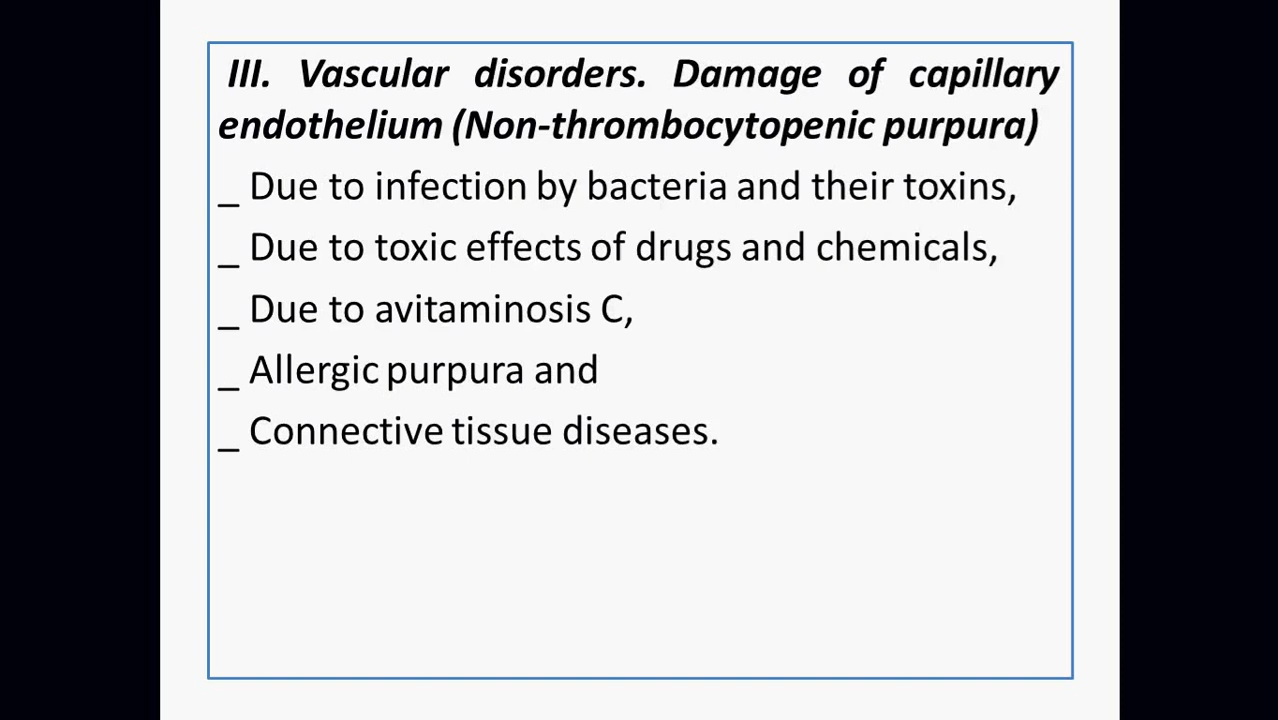 III. Vascular disorders. Damage of capillary
endothelium (Non-thrombocytopenic purpura)
_ Due to infection by bacteria and their toxins,
_ Due to toxic effects of drugs and chemicals,
_ Due to avitaminosis C,
_ Allergic purpura and
_ Connective tissue diseases.